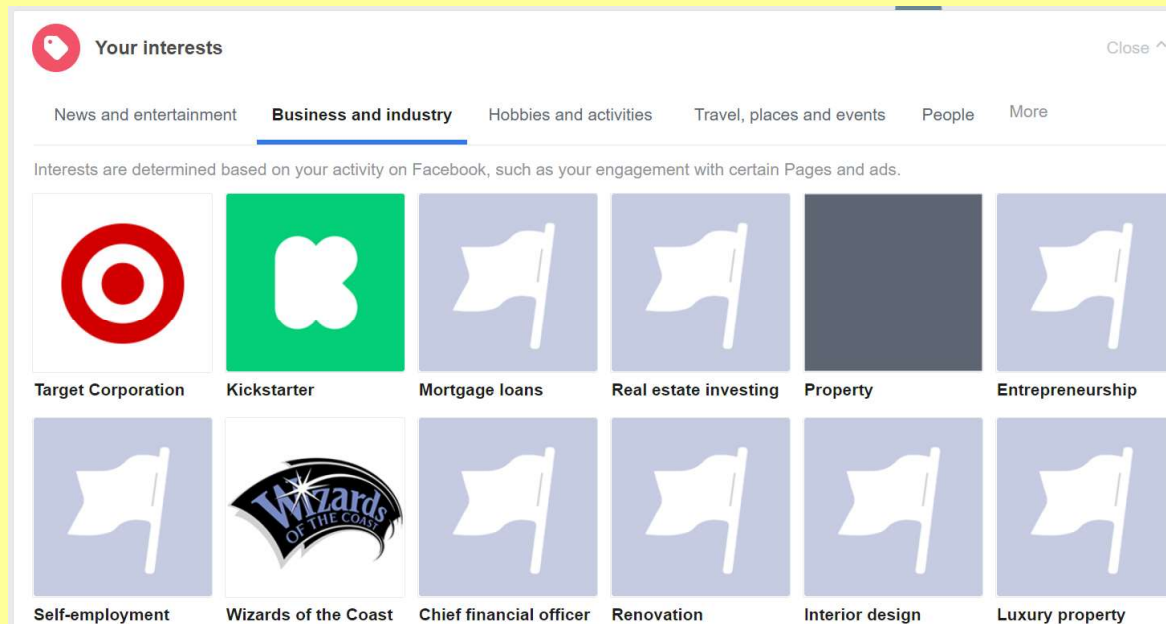 Your interests
Close
News and entertainment Business and industry Hobbies and activities Travel, places and events People More
Interests are determined based on your activity on Facebook, such as your engagement with certain Pages and ads.
Target Corporation Kickstarter Mortgage loans Real estate investing Property Entrepreneurship
Wizards
OF THE COAST
Self-employment Wizards of the Coast Chief financial officer Renovation Interior design Luxury property